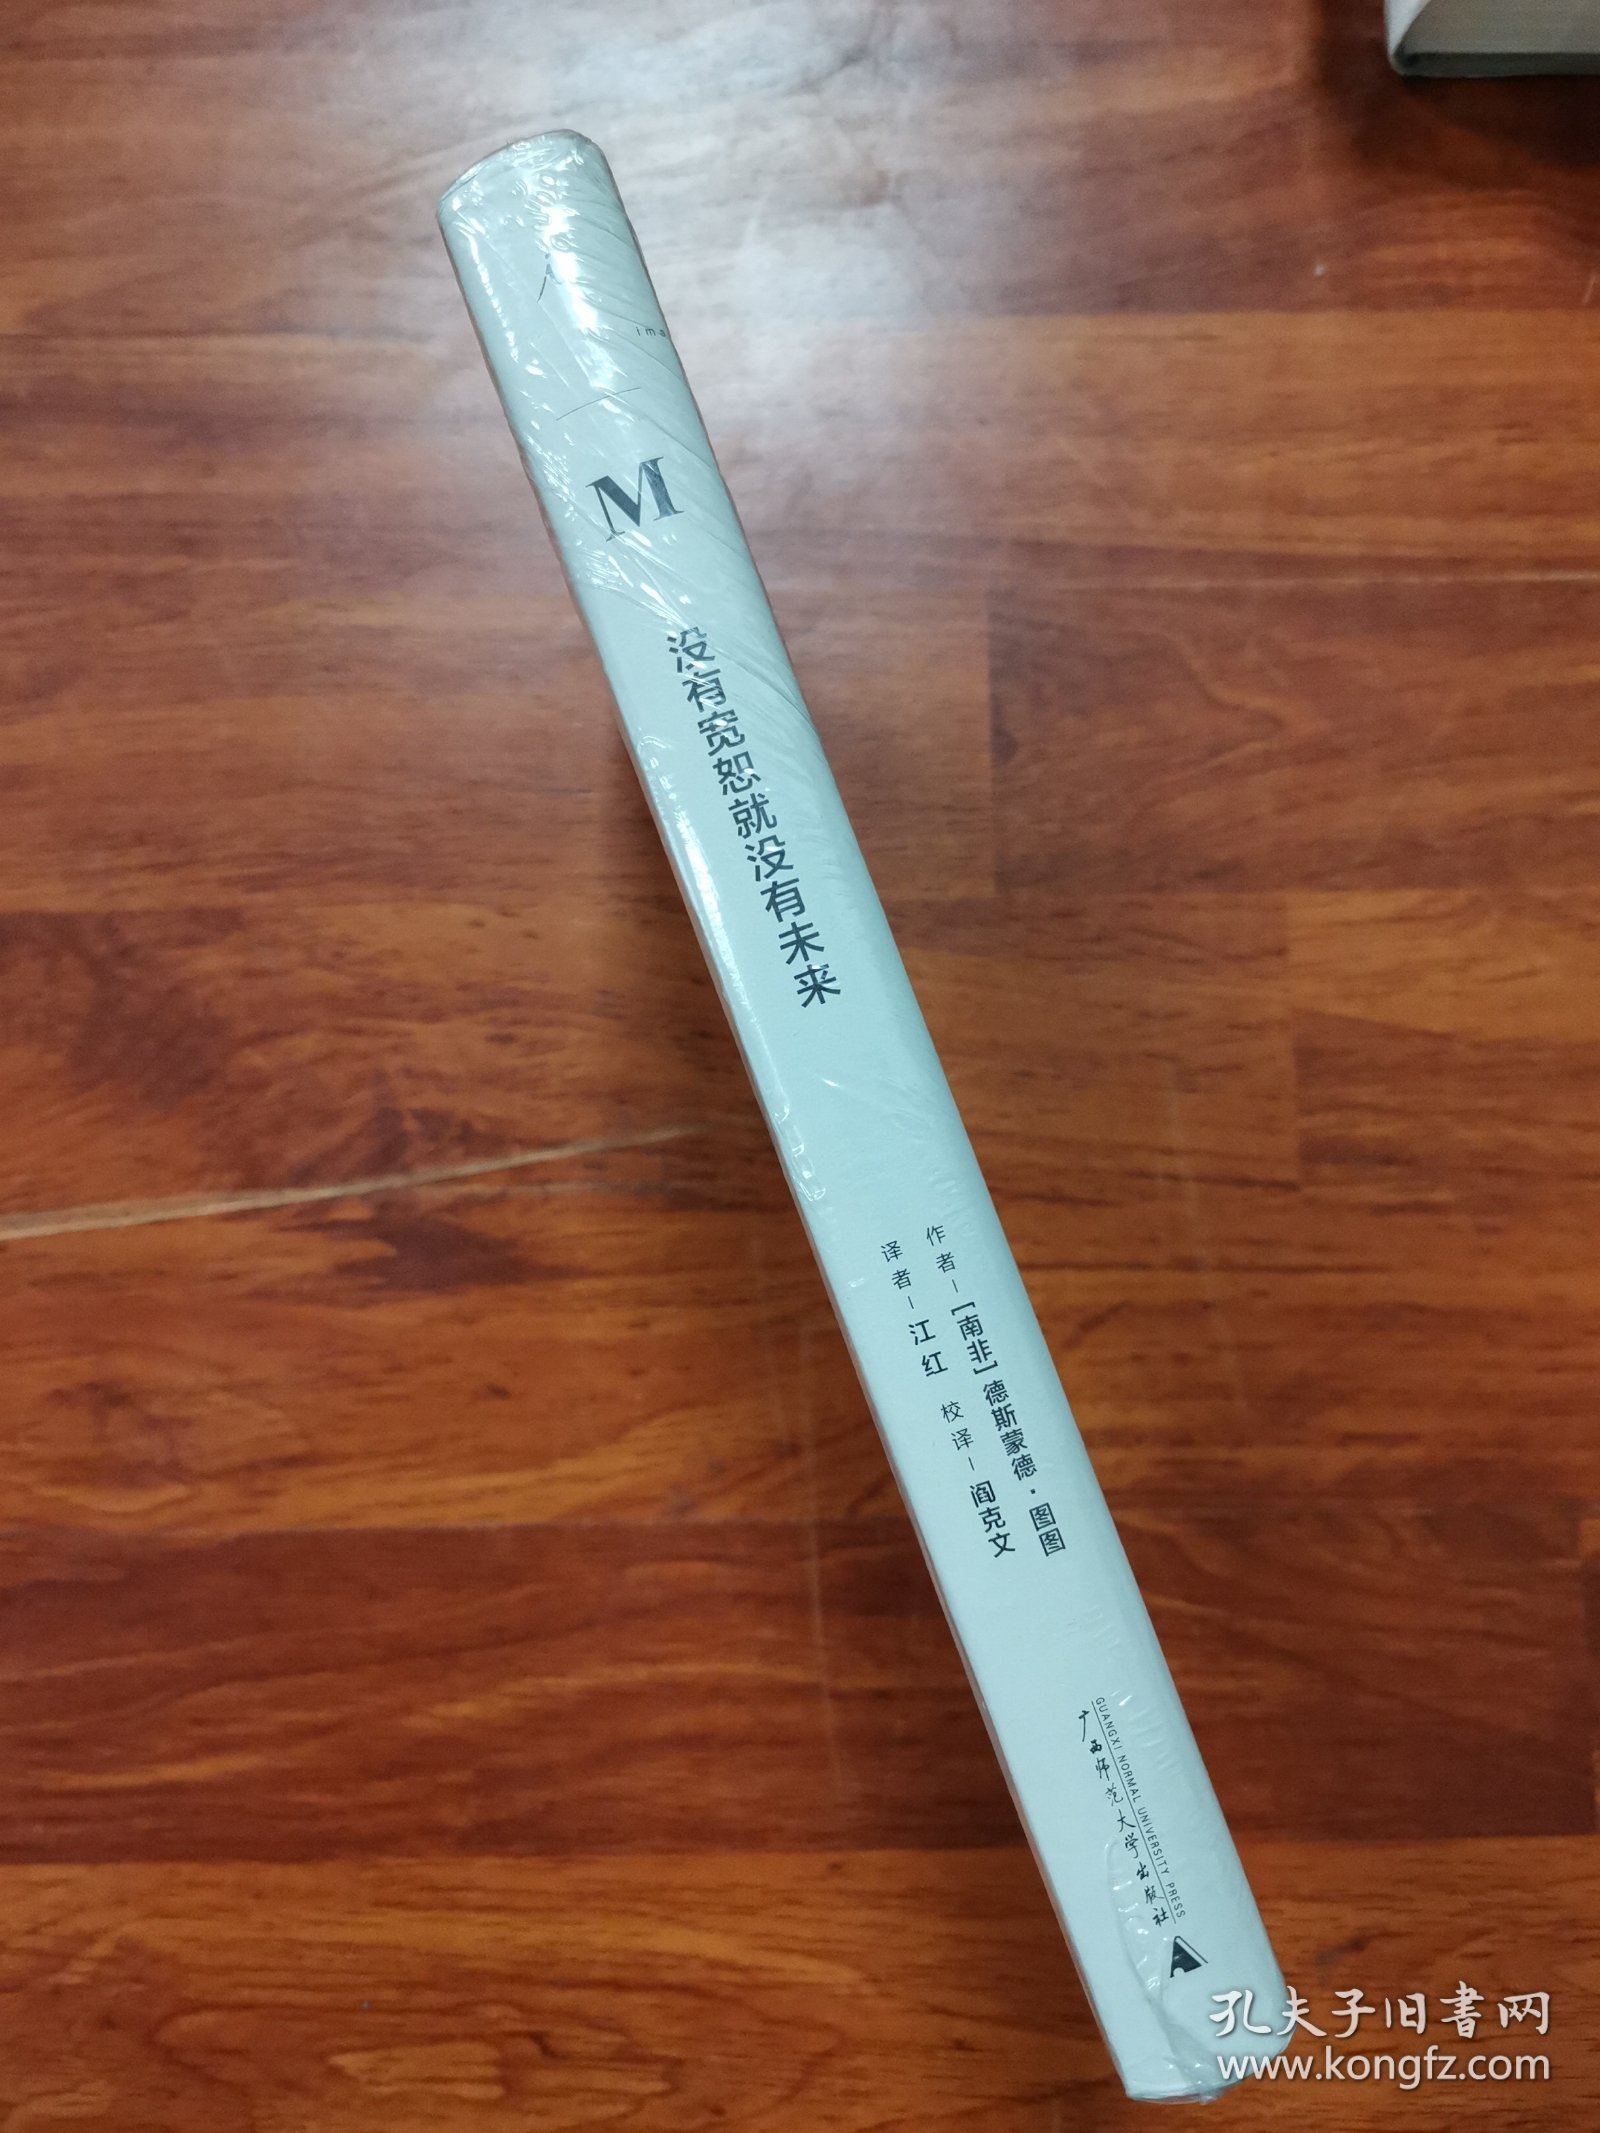 M
没有宽恕就没有未来
作者－[南非]德斯蒙德·图图
译者－江红 校译－阎克文
GUANGXI NORMAL UNIVERSITY PRESS
广西师范大学出版社
孔夫子旧书网
www.kongfz.com